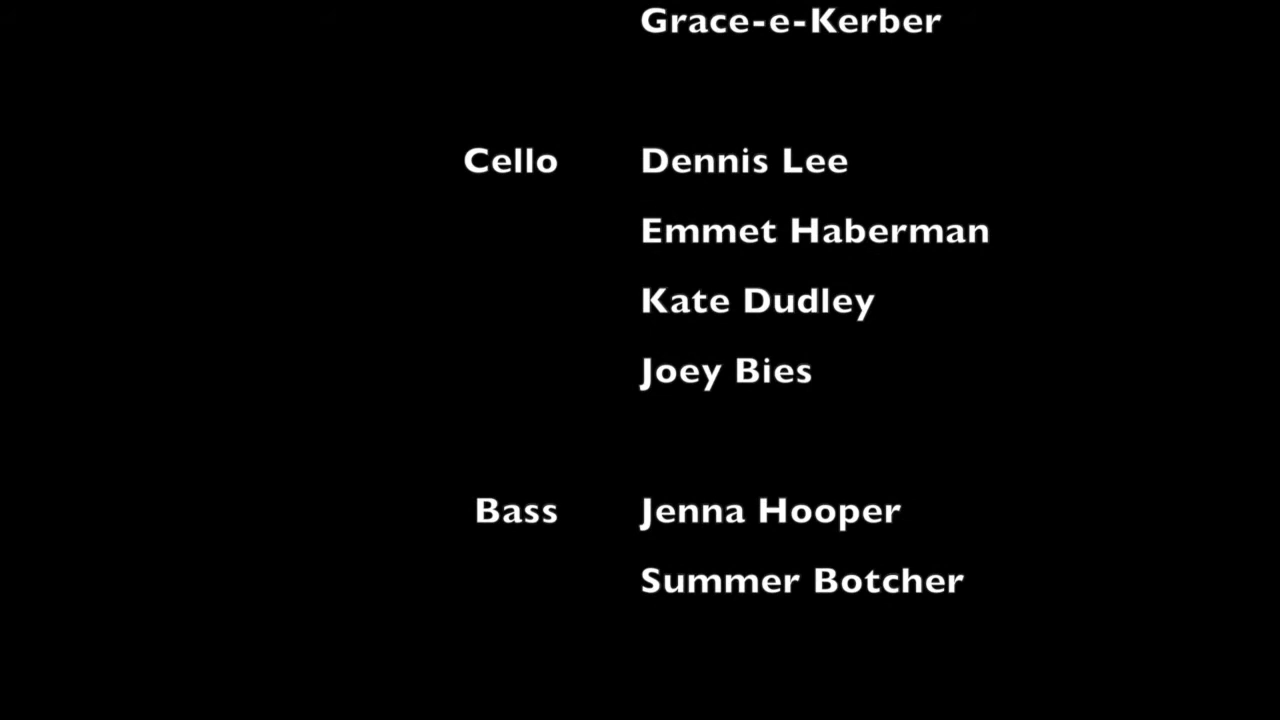 Grace-e-Kerber
Cello Dennis Lee
Emmet Haberman
Kate Dudley
Joey Bies
Bass Jenna Hooper
Summer Botcher